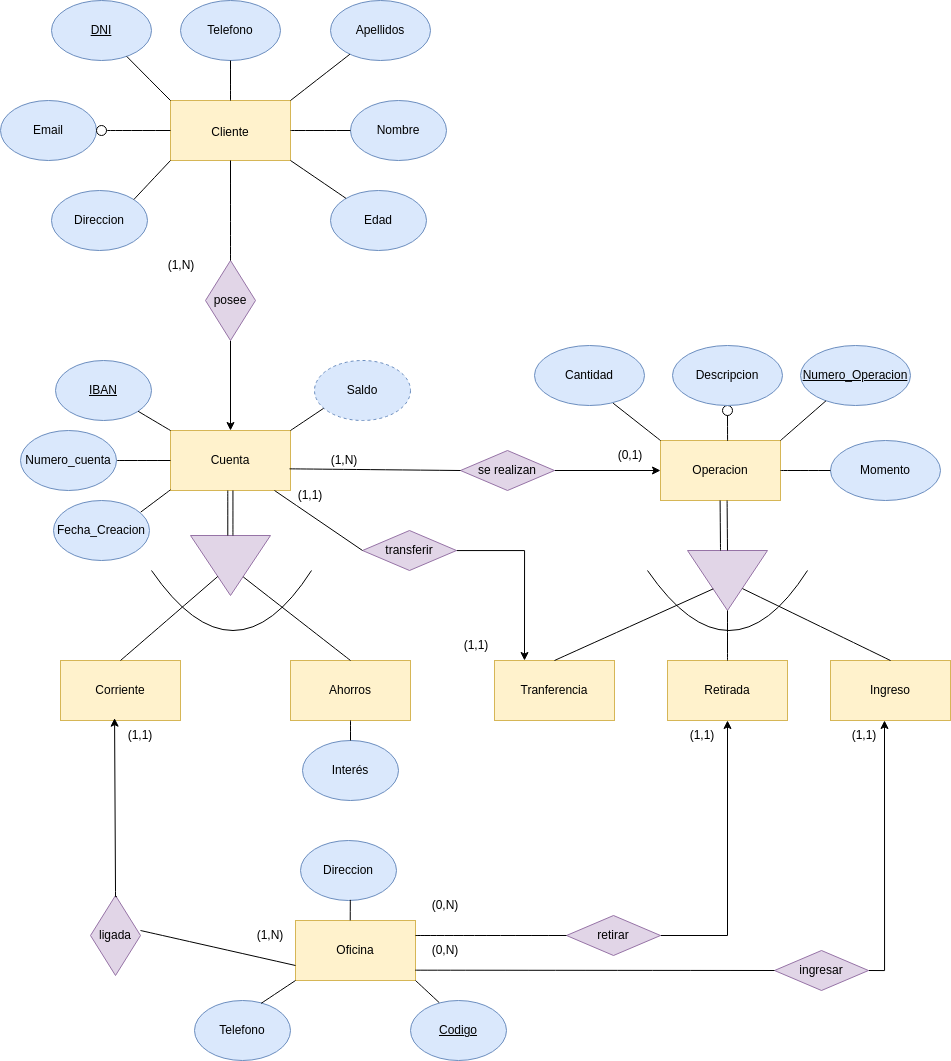 DNI
Telefono
Apellidos
Email
Cliente
Nombre
Direccion
Edad
(1,N)
posee
IBAN
Saldo
Cantidad
Descripcion
Numero_Operacion
Numero_cuenta
Cuenta
(1,N)
se realizan
(0,1)
Operacion
Momento
(1,1)
Fecha_Creacion
transferir
(1,1)
Corriente
Ahorros
Tranferencia
Retirada
Ingreso
(1,1)
(1,1)
(1,1)
Interés
Direccion
(0,N)
ligada
(1,N)
retirar
Oficina
(0,N)
ingresar
Telefono
Codigo